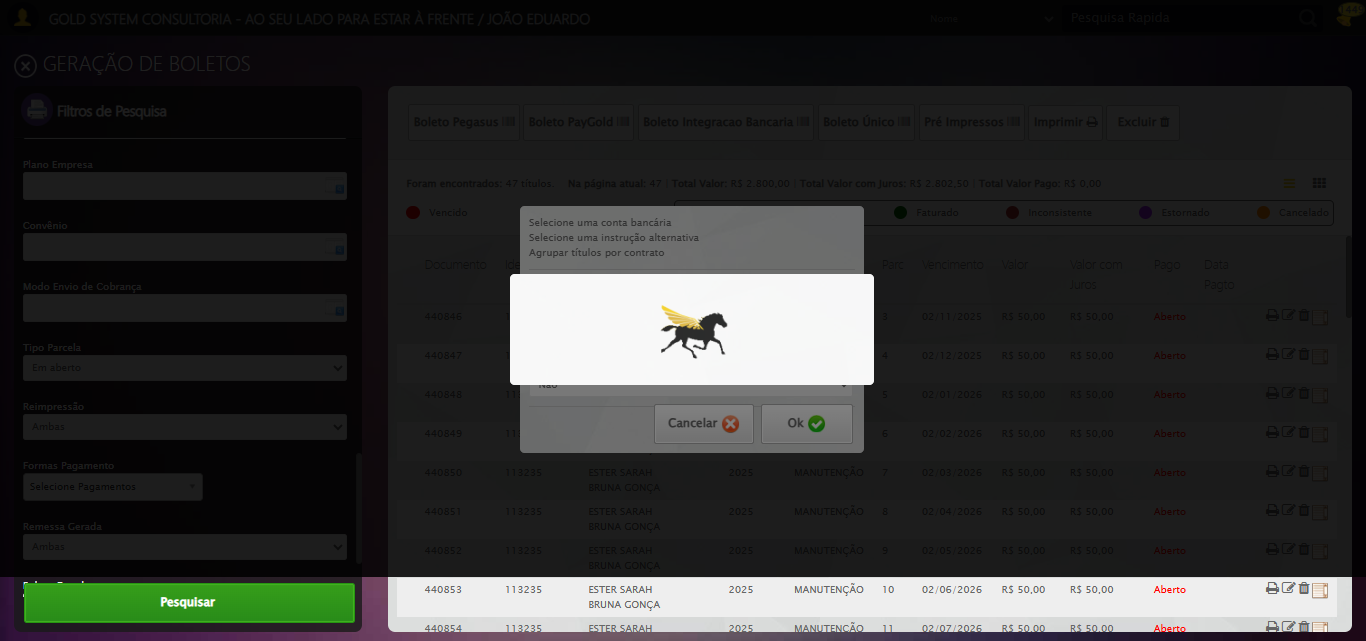 GOLD SYSTEM CONSULTORIA - AO SEU LADO PARA ESTAR À FRENTE / JOÃO EDUARDO
Nome
Pesquisa Rapida
44
GERAÇÃO DE BOLETOS
Filtros de Pesquisa
Plano Empresa
Convênio
Modo Envio de Cobrança
Tipo Parcela
Em aberto
Reimpressão
Ambas
Formas Pagamento
Selecione Pagamentos
Remessa Gerada
Ambas
Pesquisar
Boleto Pegasus
Boleto PayGold
Boleto Integracao Bancaria
Boleto Único
Pré Impressos
Imprimir
Excluir
Foram encontrados: 47 títulos. Na página atual: 47 | Total Valor: R$ 2.800,00 | Total Valor com Juros: R$ 2.802,50 | Total Valor Pago: R$ 0,00
Vencido
Faturado
Inconsistente
Estornado
Cancelado
Selecione uma conta bancária
Selecione uma instrução alternativa
Agrupar títulos por contrato
Não
Cancelar
Ok
Documento Parc Vencimento Valor Valor com Juros Pago Data Pagto
440846 3 02/11/2025 R$ 50,00 R$ 50,00 Aberto
440847 4 02/12/2025 R$ 50,00 R$ 50,00 Aberto
440848 5 02/01/2026 R$ 50,00 R$ 50,00 Aberto
440849 6 02/02/2026 R$ 50,00 R$ 50,00 Aberto
440850 113235 ESTER SARAH 2025 MANUTENÇÃO 7 02/03/2026 R$ 50,00 R$ 50,00 Aberto
BRUNA GONÇA
440851 113235 ESTER SARAH 2025 MANUTENÇÃO 8 02/04/2026 R$ 50,00 R$ 50,00 Aberto
BRUNA GONÇA
440852 113235 ESTER SARAH 2025 MANUTENÇÃO 9 02/05/2026 R$ 50,00 R$ 50,00 Aberto
BRUNA GONÇA
440853 113235 ESTER SARAH 2025 MANUTENÇÃO 10 02/06/2026 R$ 50,00 R$ 50,00 Aberto
BRUNA GONÇA
440854 113235 ESTER SARAH 2025 MANUTENÇÃO 11 02/07/2026 R$ 50,00 R$ 50,00 Aberto